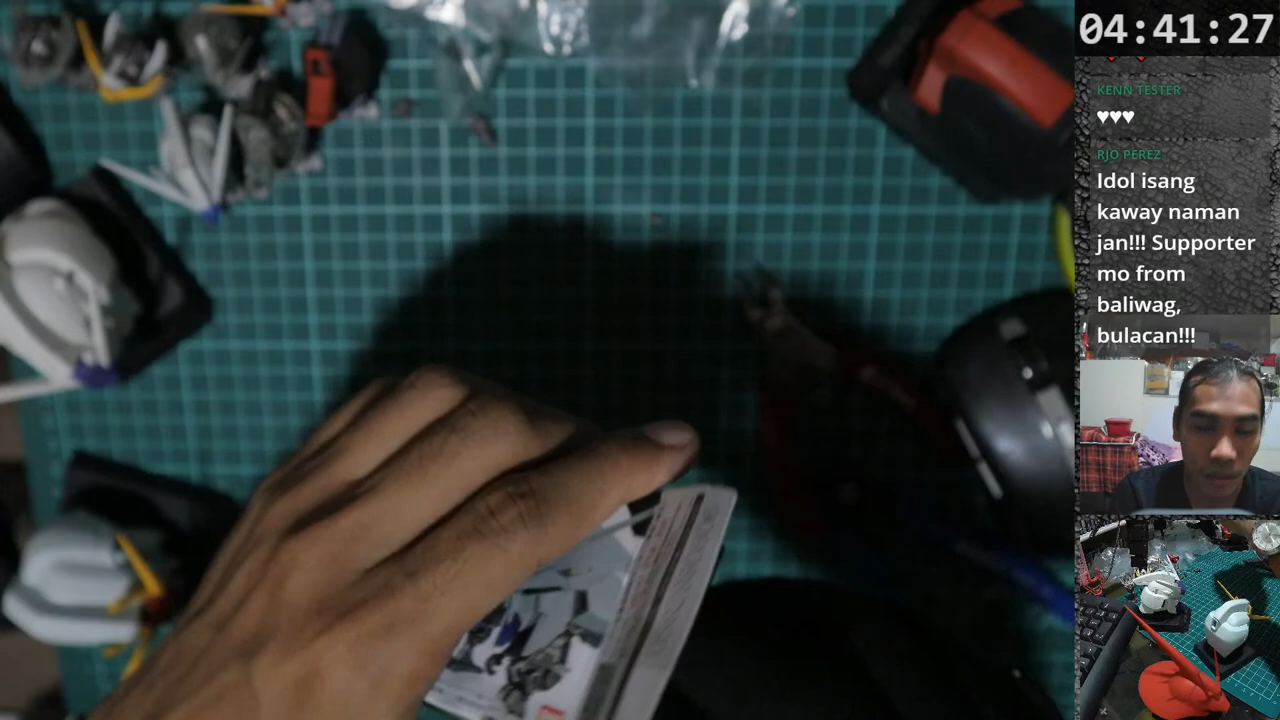 04:41:27
KENN TESTER
♥♥♥
RJO PEREZ
Idol isang
kaway naman
jan!!! Supporter
mo from
baliwag,
bulacan!!!